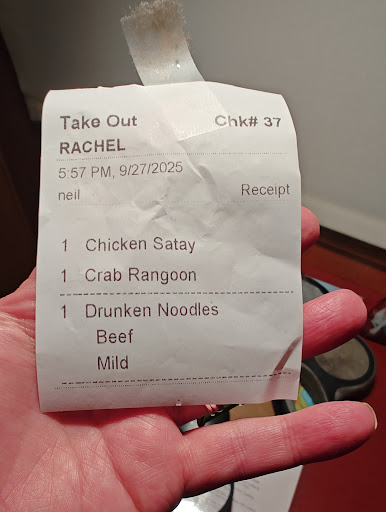 Take Out Chk# 37
RACHEL
5:57 PM, 9/27/2025
neil Receipt
1 Chicken Satay
1 Crab Rangoon
1 Drunken Noodles
Beef
Mild